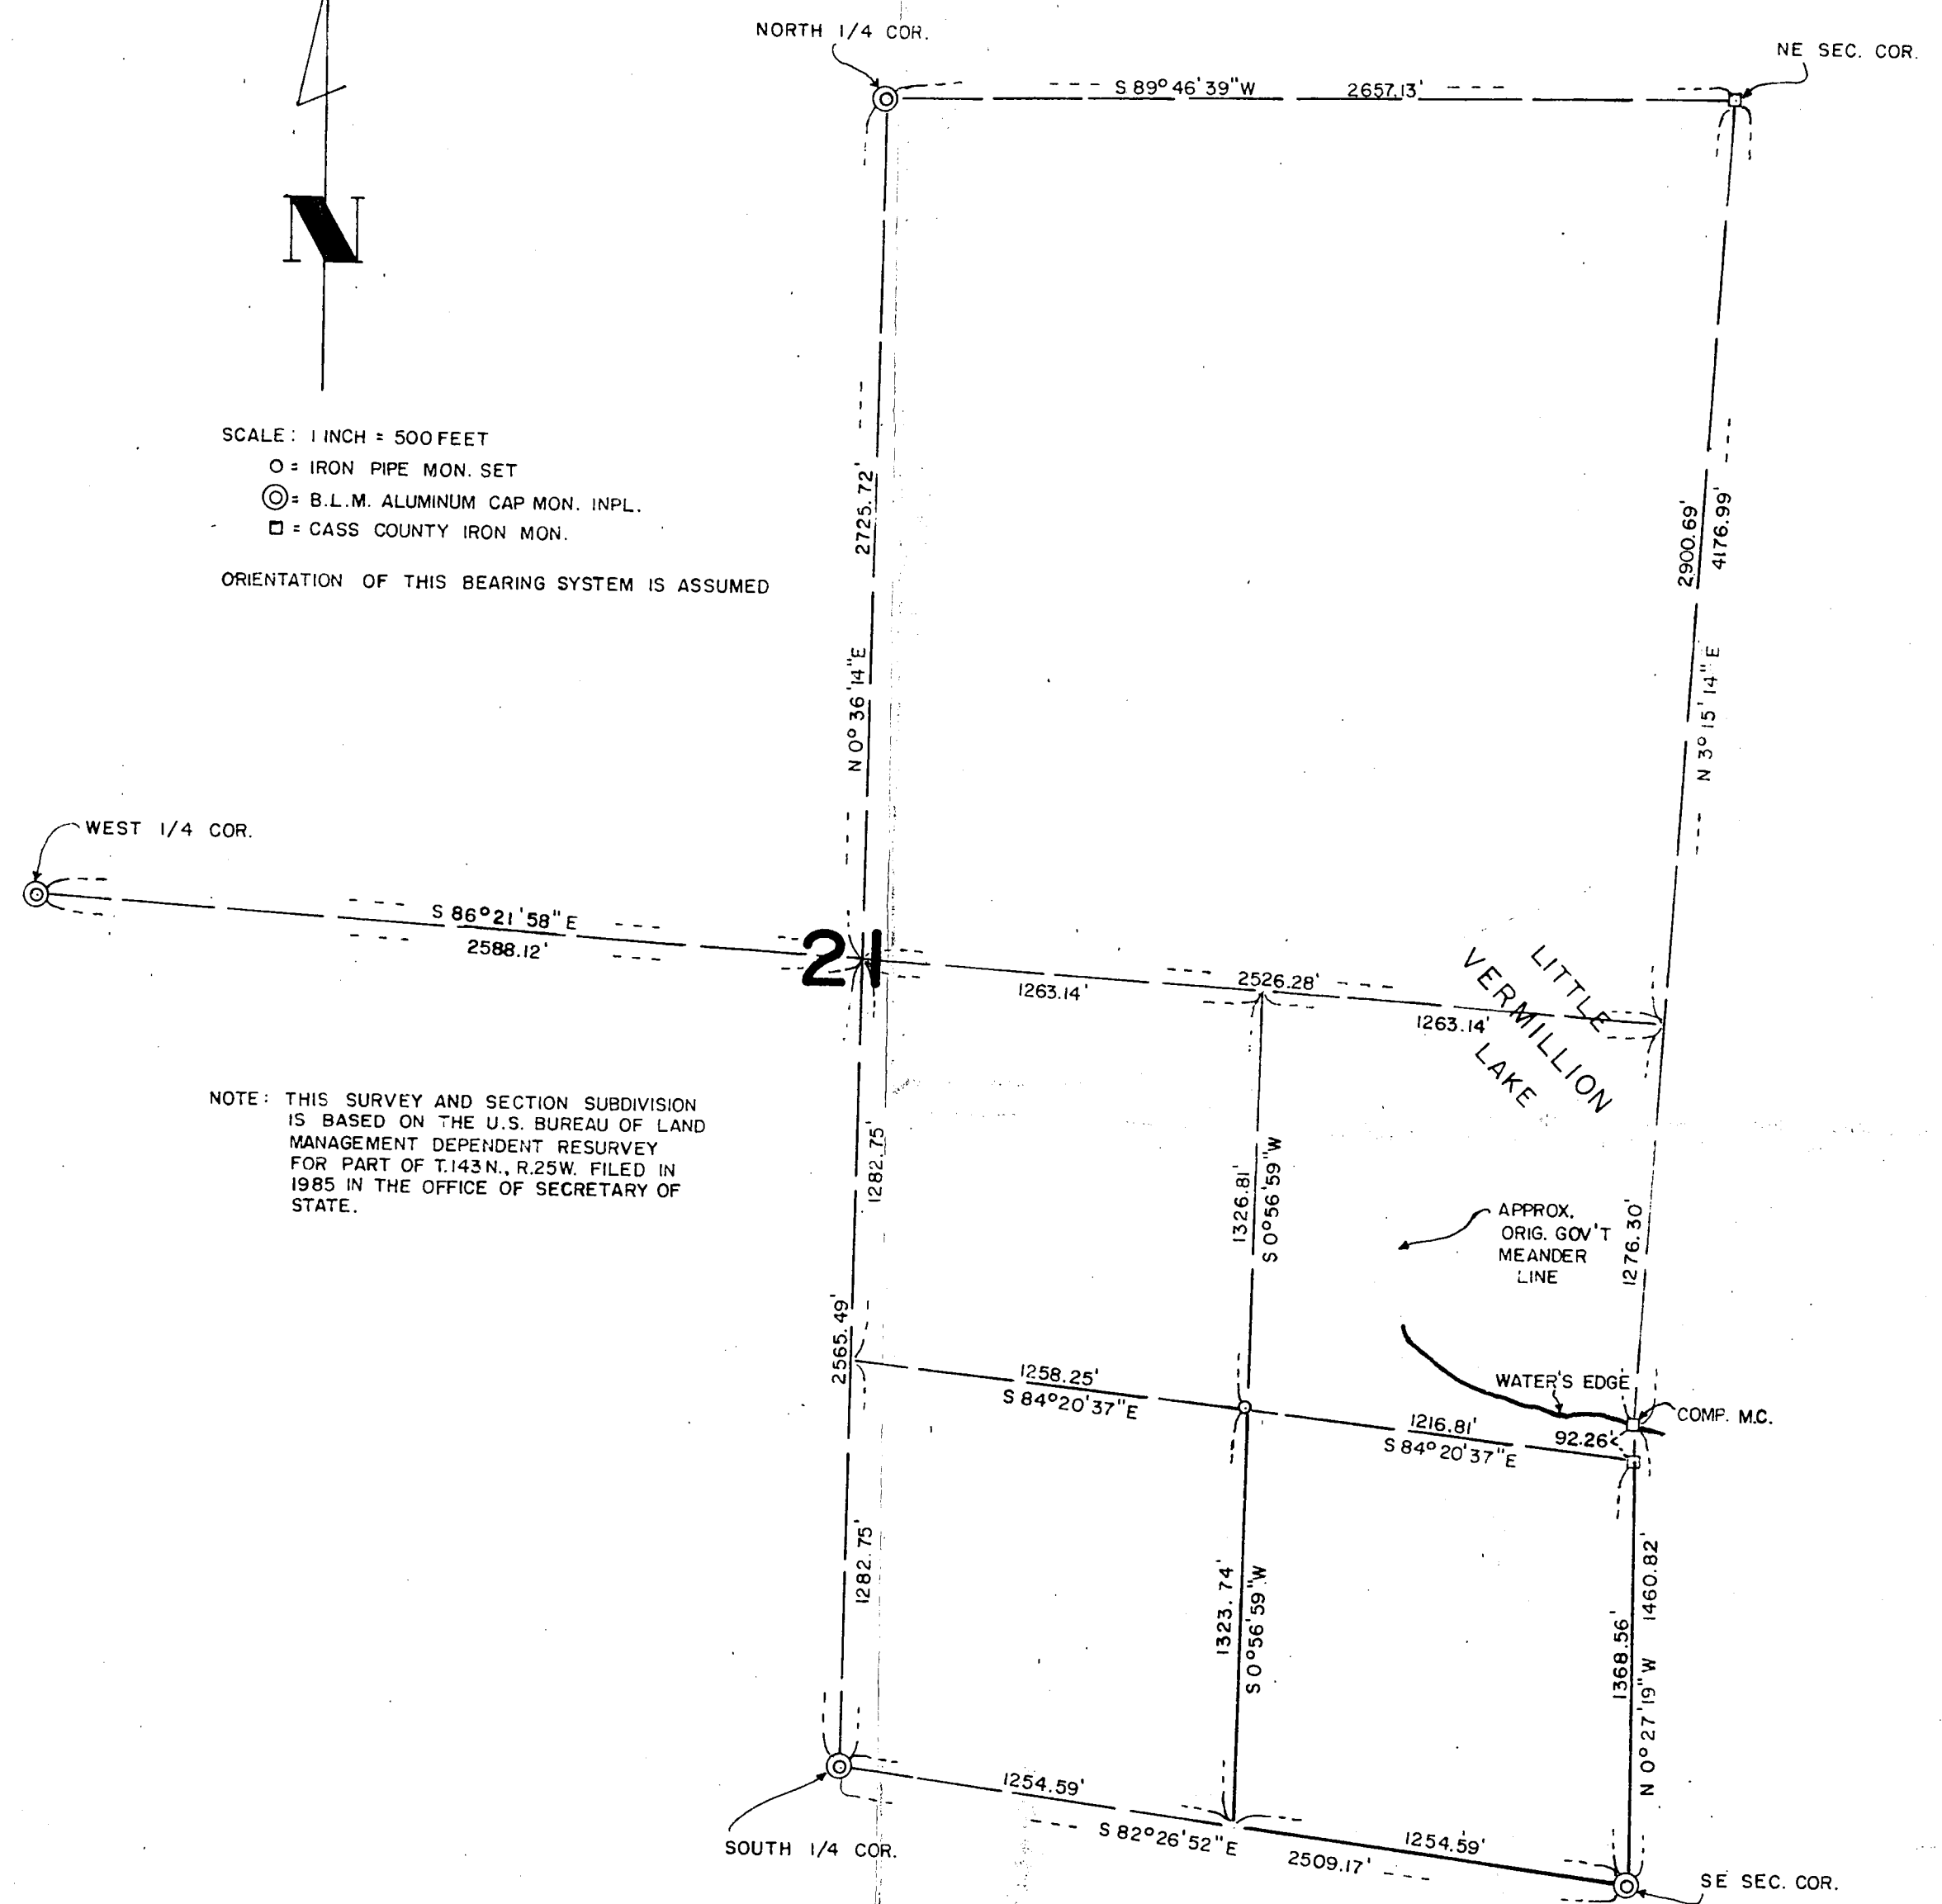 NORTH 1/4 COR.
NE SEC. COR.
S 89° 46' 39" W 2657.13'
N
SCALE: 1 INCH = 500 FEET
O = IRON PIPE MON. SET
◎ = B.L.M. ALUMINUM CAP MON. INPL.
□ = CASS COUNTY IRON MON.
ORIENTATION OF THIS BEARING SYSTEM IS ASSUMED
2725.72'
N 0° 36' 14" E
2900.69'
4176.99'
N 3° 15' 14" E
WEST 1/4 COR.
S 86° 21' 58" E
2588.12'
21
2526.28'
1263.14'
1263.14'
LITTLE
VERMILLION
LAKE
NOTE: THIS SURVEY AND SECTION SUBDIVISION
IS BASED ON THE U.S. BUREAU OF LAND
MANAGEMENT DEPENDENT RESURVEY
FOR PART OF T.143 N., R.25W. FILED IN
1985 IN THE OFFICE OF SECRETARY OF
STATE.
1282.75'
2565.49'
1326.81'
S 0° 56' 59" W
APPROX.
ORIG. GOV'T
MEANDER
LINE
1276.30'
WATER'S EDGE
COMP. M.C.
1258.25'
S 84° 20' 37" E
1216.81'
S 84° 20' 37" E
92.26'
1282.75'
1323.74'
S 0° 56' 59" W
1368.56'
N 0° 27' 19" W 1460.82'
1254.59'
S 82° 26' 52" E
1254.59'
2509.17'
SOUTH 1/4 COR.
SE SEC. COR.